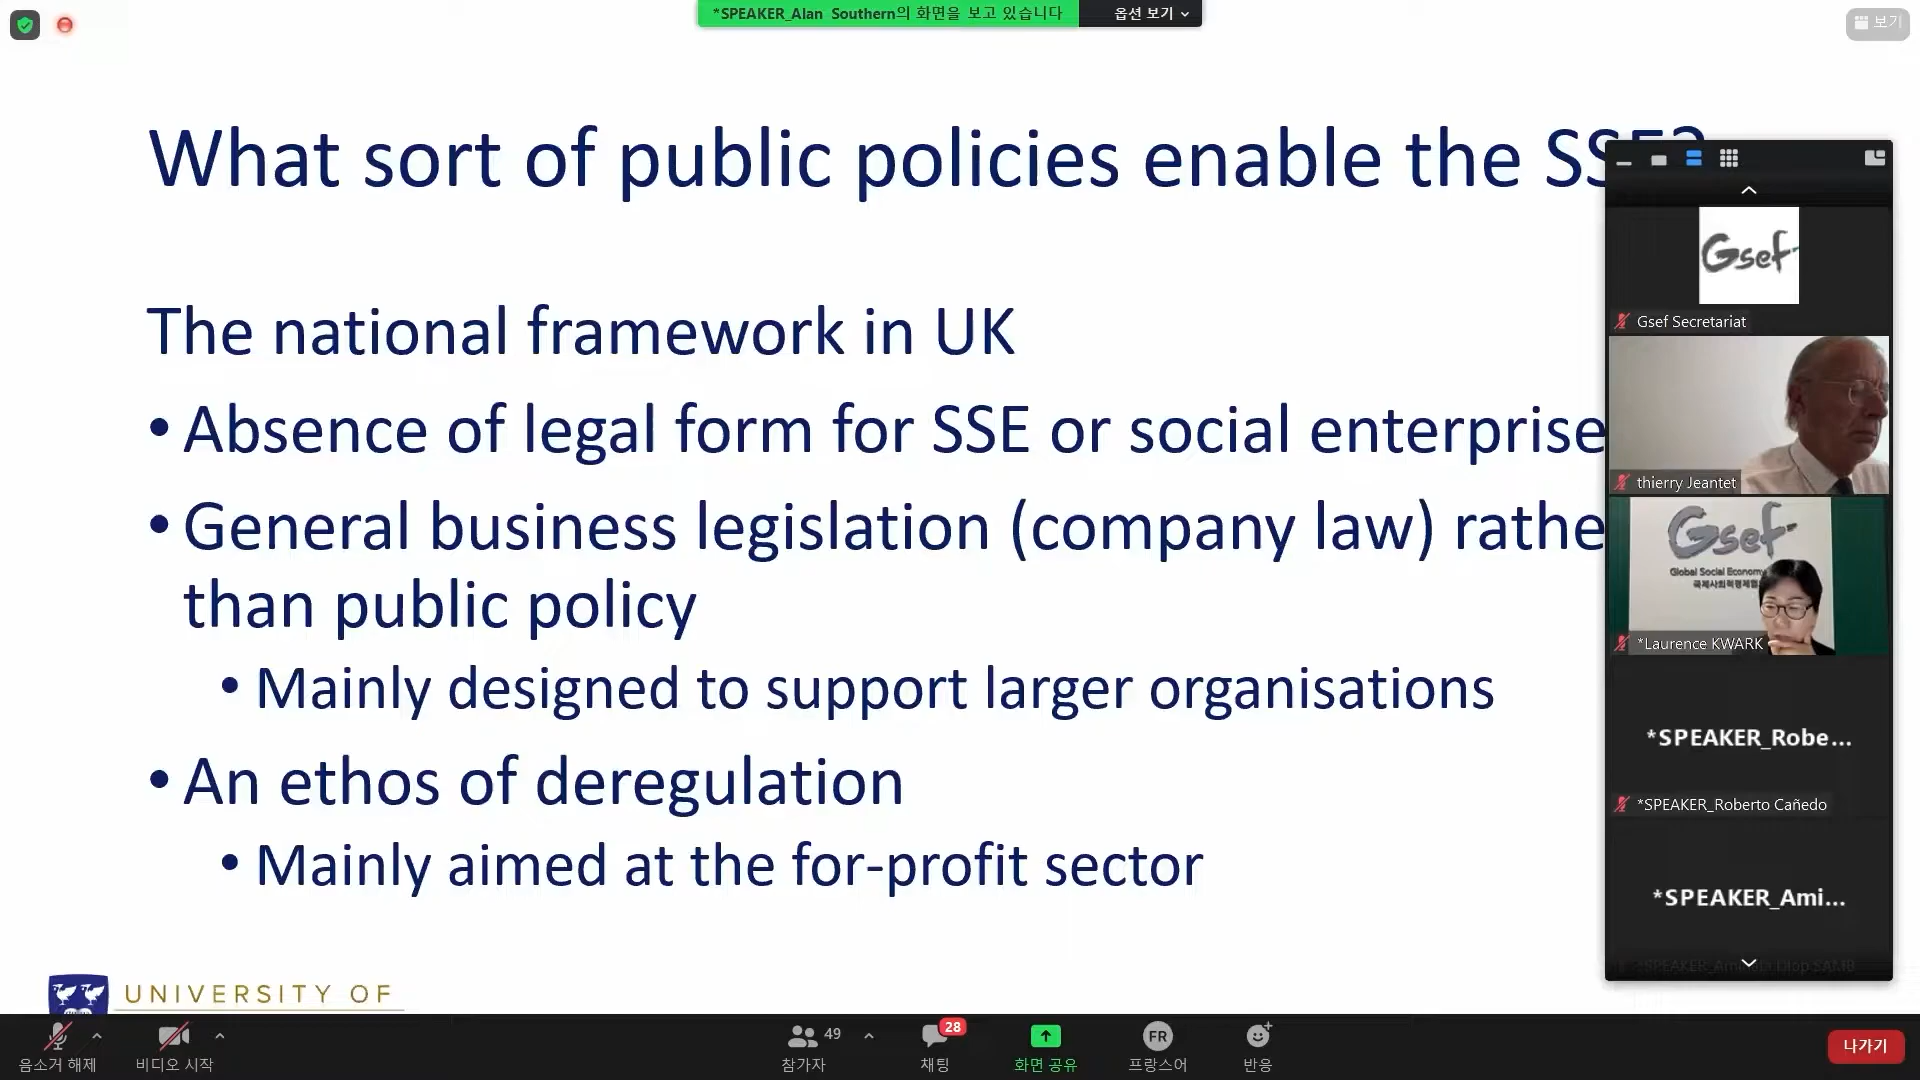 *SPEAKER_Alan Southern의 화면을 보고 있습니다
옵션 보기
보기
What sort of public policies enable the SSE?
The national framework in UK
• Absence of legal form for SSE or social enterprise
• General business legislation (company law) rathe
than public policy
• Mainly designed to support larger organisations
• An ethos of deregulation
• Mainly aimed at the for-profit sector
UNIVERSITY OF
Gsef
Gsef Secretariat
thierry Jeantet
Gsef
Global Social Economy
*Laurence KWARK
*SPEAKER_Robe...
*SPEAKER_Roberto Cañedo
*SPEAKER_Ami...
음소거 해제
비디오 시작
49
참가자
28
채팅
화면 공유
FR
프랑스어
반응
나가기